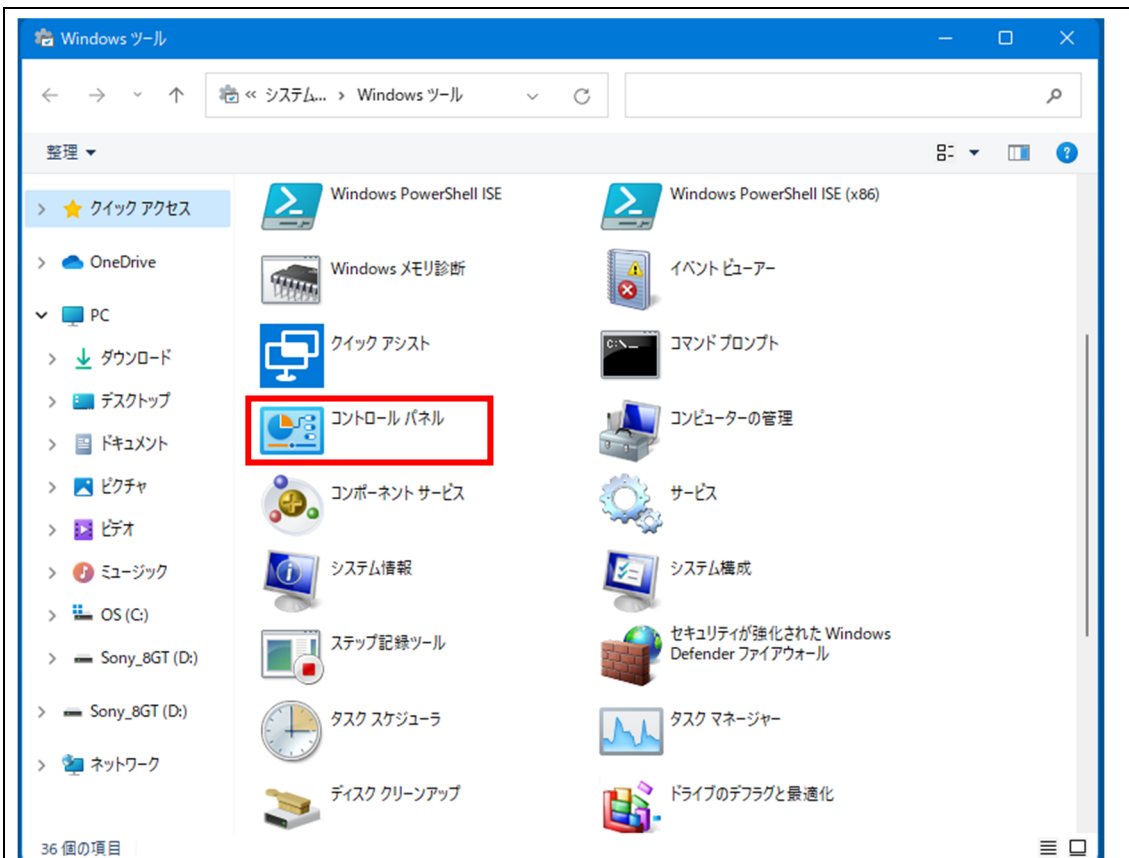 Windows ツール
« システム... › Windows ツール
整理
?
クイック アクセス
OneDrive
PC
ダウンロード
デスクトップ
ドキュメント
ピクチャ
ビデオ
ミュージック
OS (C:)
Sony_8GT (D:)
Sony_8GT (D:)
ネットワーク
Windows PowerShell ISE
Windows PowerShell ISE (x86)
Windows メモリ診断
イベント ビューアー
クイック アシスト
C:\_
コマンド プロンプト
コントロール パネル
コンピューターの管理
コンポーネント サービス
サービス
システム情報
システム構成
ステップ記録ツール
セキュリティが強化された Windows
Defender ファイアウォール
タスク スケジューラ
タスク マネージャー
ディスク クリーンアップ
ドライブのデフラグと最適化
36 個の項目